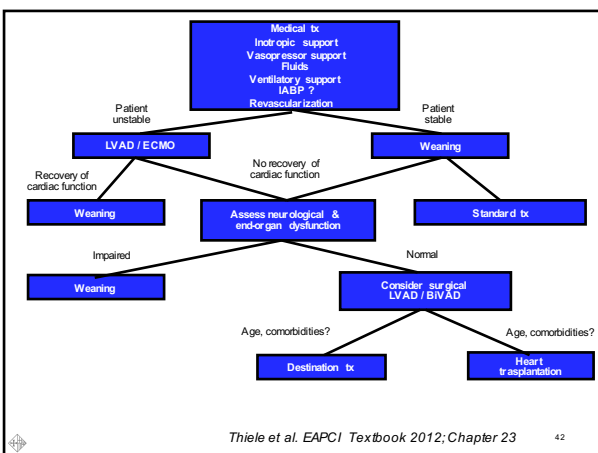 Medical tx
Inotropic support
Vasopressor support
Fluids
Ventilatory support
IABP ?
Revascularization
Patient
unstable
Patient
stable
LVAD / ECMO
Weaning
Recovery of
cardiac function
No recovery of
cardiac function
Weaning
Assess neurological &
end-organ dysfunction
Standard tx
Impaired
Normal
Weaning
Consider surgical
LVAD / BiVAD
Age, comorbidities?
Age, comorbidities?
Destination tx
Heart
trasplantation
Thiele et al. EAPCI Textbook 2012; Chapter 23
42